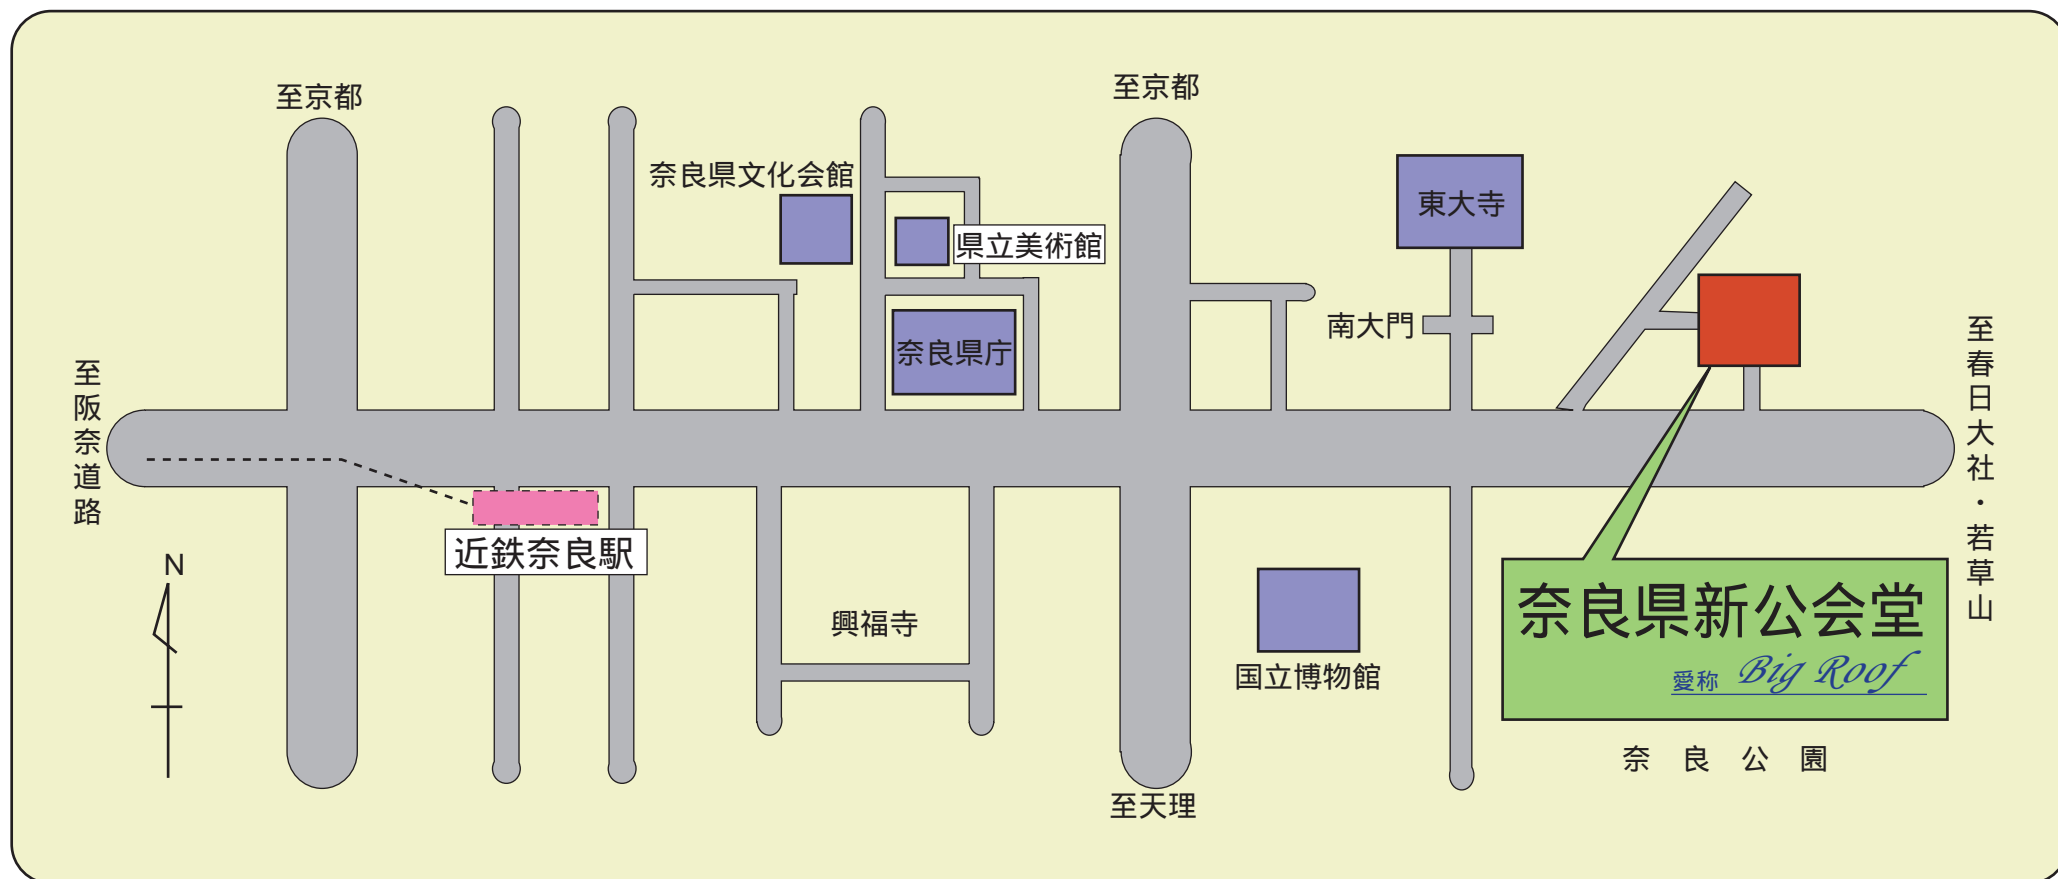 至京都
至京都
奈良県文化会館
県立美術館
東大寺
南大門
奈良県庁
至阪奈道路
至春日大社・若草山
近鉄奈良駅
N
興福寺
国立博物館
奈良県新公会堂
愛称 Big Roof
奈良公園
至天理